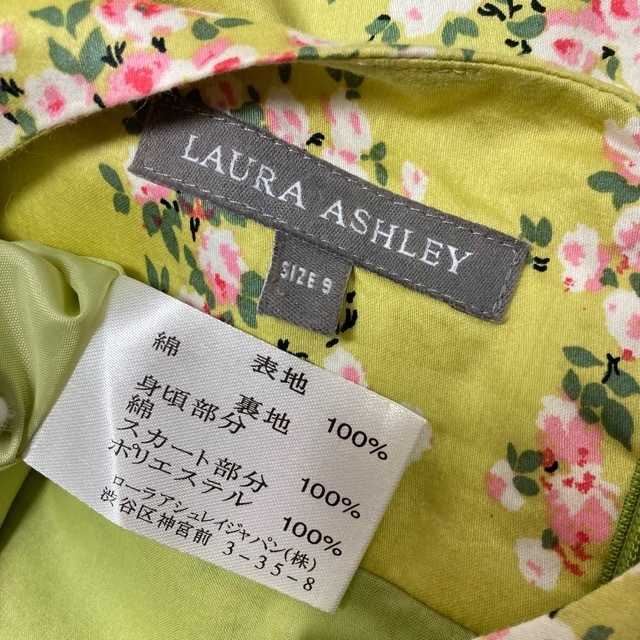 LAURA ASHLEY
SIZE 9
表地
綿 100%
裏地
身頃部分
綿 100%
スカート部分
ポリエステル 100%
ローラアシュレイジャパン(株)
渋谷区神宮前 3-35-8